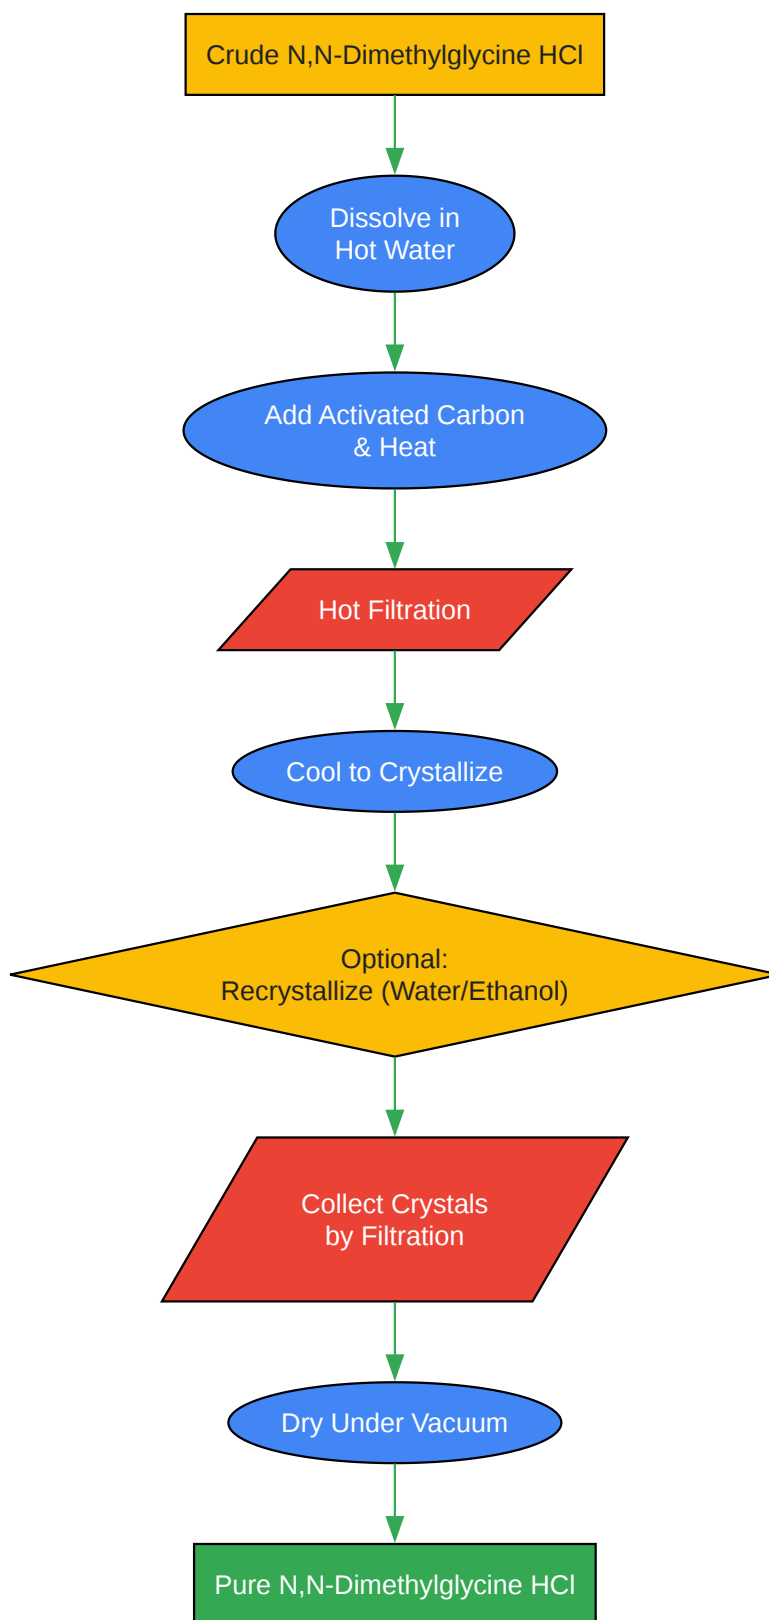 Crude N,N-Dimethylglycine HCl
Dissolve in
Hot Water
Add Activated Carbon
& Heat
Hot Filtration
Cool to Crystallize
Optional:
Recrystallize (Water/Ethanol)
Collect Crystals
by Filtration
Dry Under Vacuum
Pure N,N-Dimethylglycine HCl